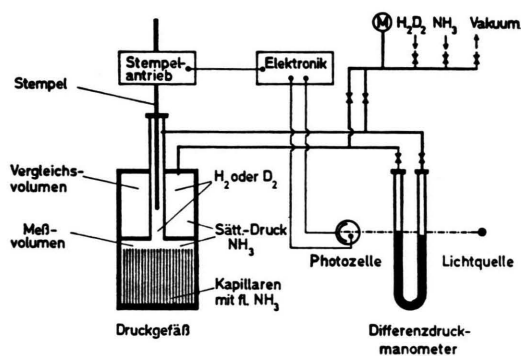 M H₂D₂ NH₃ Vakuum
Stempel-
antrieb
Elektronik
Stempel
Vergleichs-
volumen
H₂ oder D₂
Meß-
volumen
Sätt.-Druck
NH₃
Photozelle
Lichtquelle
Kapillaren
mit fl. NH₃
Druckgefäß
Differenzdruck-
manometer